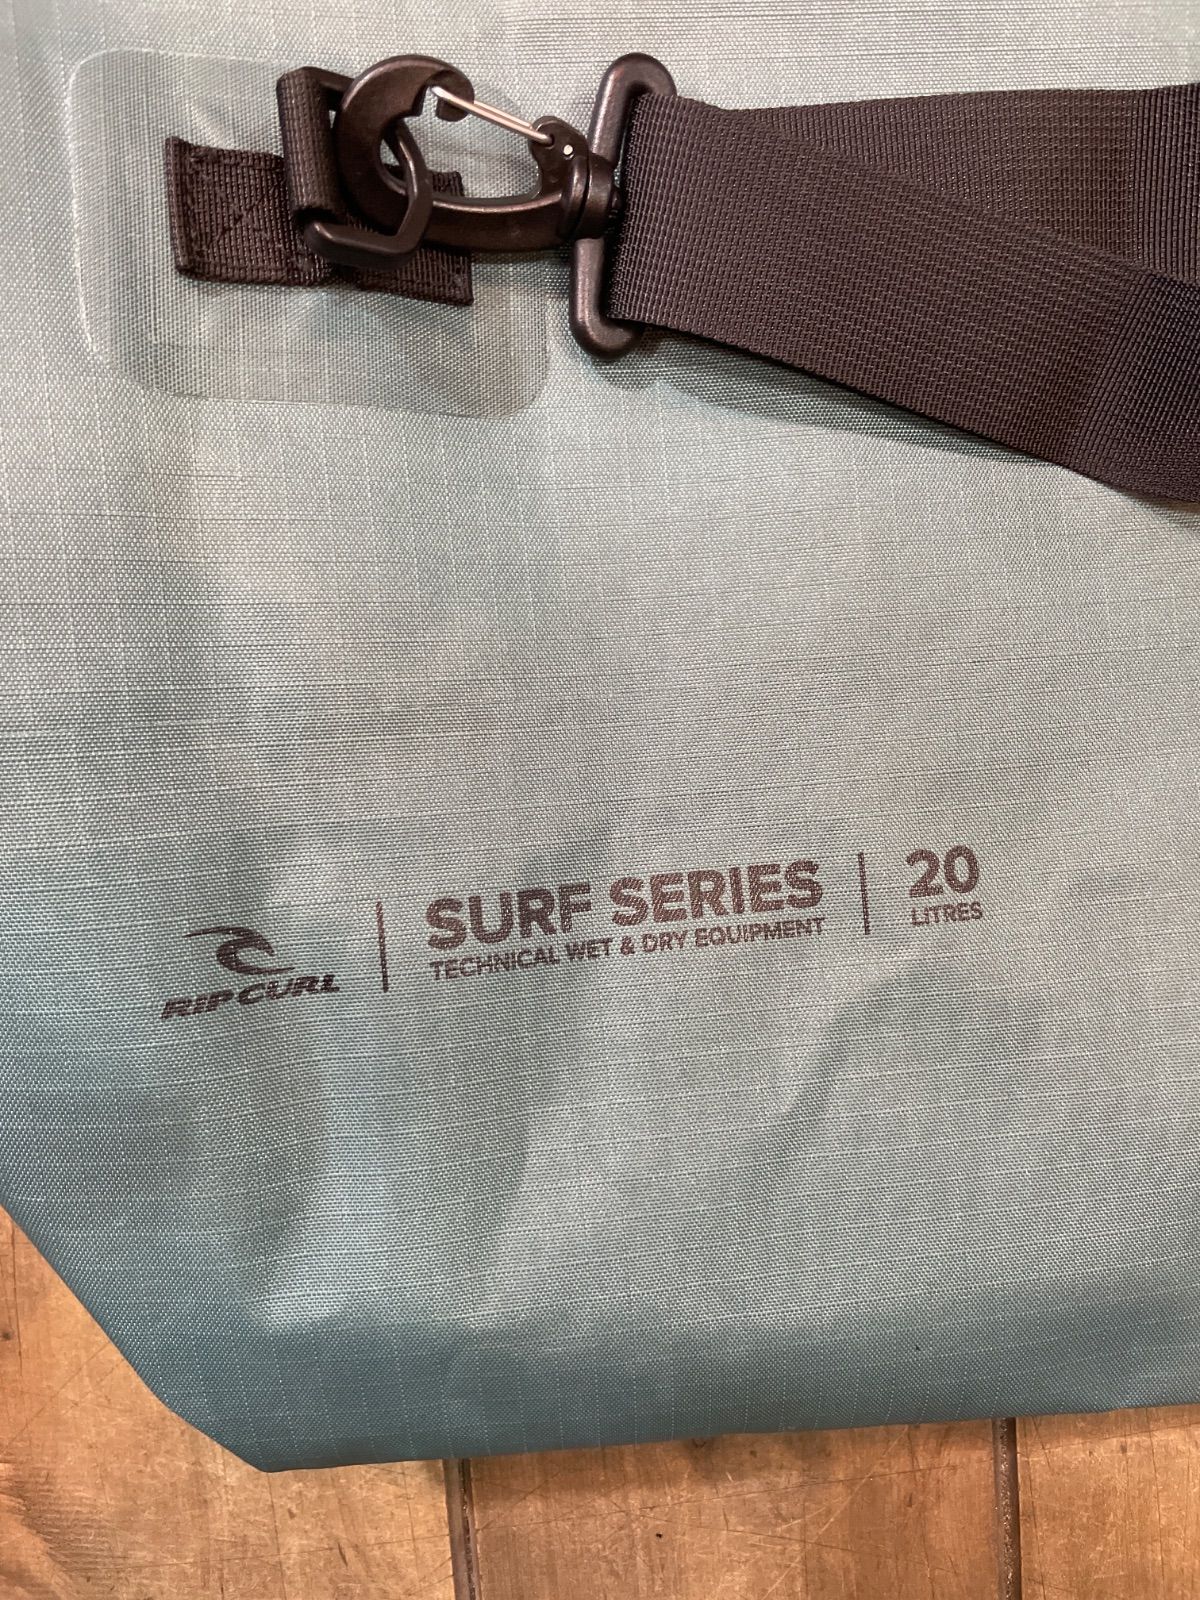 RIP CURL
SURF SERIES
TECHNICAL WET & DRY EQUIPMENT
20
LITRES